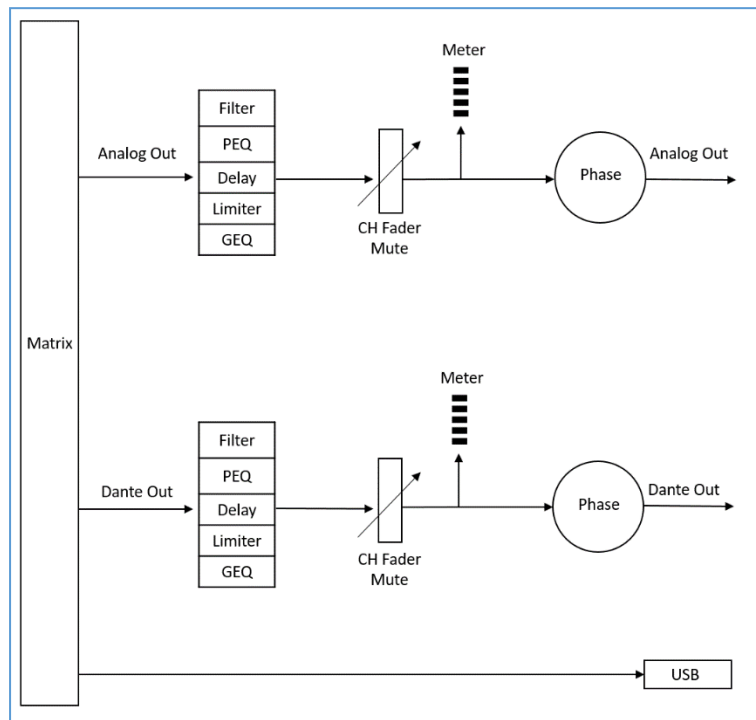 Meter
Filter
PEQ
Delay
Limiter
GEQ
Analog Out
CH Fader
Mute
Phase
Analog Out
Matrix
Meter
Filter
PEQ
Delay
Limiter
GEQ
Dante Out
CH Fader
Mute
Phase
Dante Out
USB